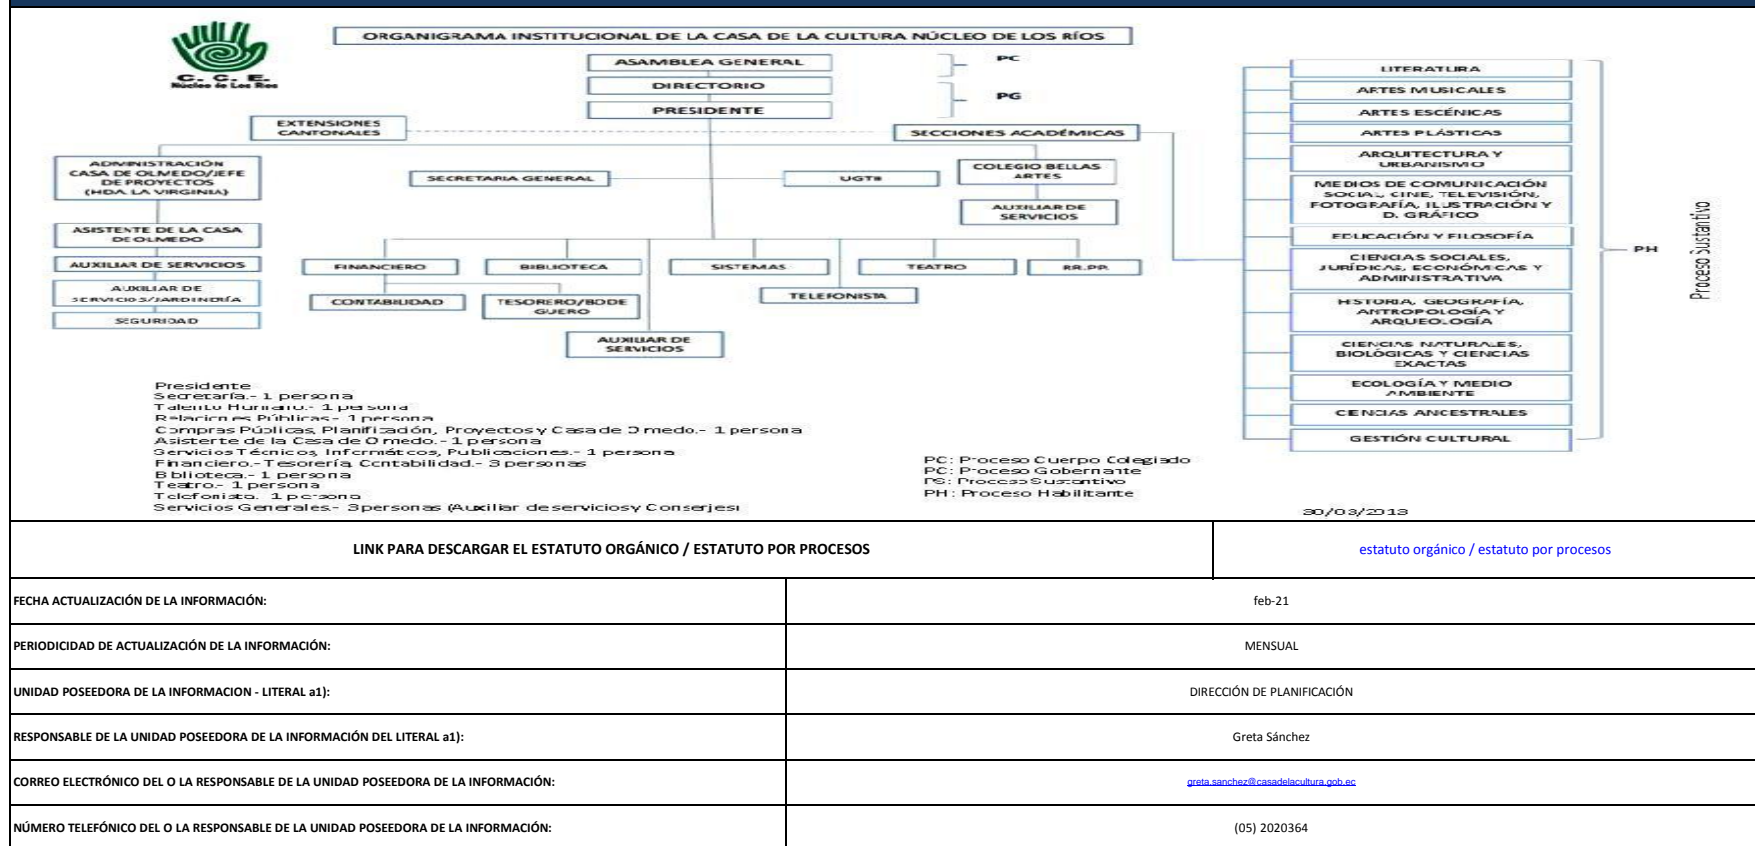 ORGANIGRAMA INSTITUCIONAL DE LA CASA DE LA CULTURA NÚCLEO DE LOS RÍOS
C. C. E.
Núcleo de Los Ríos
ASAMBLEA GENERAL
PC
DIRECTORIO
PG
PRESIDENTE
EXTENSIONES
CANTONALES
SECCIONES ACADÉMICAS
ADMINISTRACIÓN
CASA DE OLMEDO/JEFE
DE PROYECTOS
(HDA. LA VIRGINIA)
SECRETARIA GENERAL
UGTH
COLEGIO BELLAS
ARTES
AUXILIAR DE
SERVICIOS
ASISTENTE DE LA CASA
DE OLMEDO
AUXILIAR DE SERVICIOS
AUXILIAR DE
SERVICIOS/JARDINERÍA
SEGURIDAD
FINANCIERO
BIBLIOTECA
SISTEMAS
TEATRO
RR.PP.
CONTABILIDAD
TESORERO/BODE
GUERO
TELEFONISTA
AUXILIAR DE
SERVICIOS
LITERATURA
ARTES MUSICALES
ARTES ESCÉNICAS
ARTES PLÁSTICAS
ARQUITECTURA Y
URBANISMO
MEDIOS DE COMUNICACIÓN
SOCIAL, CINE, TELEVISIÓN,
FOTOGRAFÍA, ILUSTRACIÓN Y
D. GRÁFICO
EDUCACIÓN Y FILOSOFÍA
CIENCIAS SOCIALES,
JURÍDICAS, ECONÓMICAS Y
ADMINISTRATIVA
HISTORIA, GEOGRAFÍA,
ANTROPOLOGÍA Y
ARQUEOLOGÍA
CIENCIAS NATURALES,
BIOLÓGICAS Y CIENCIAS
EXACTAS
ECOLOGÍA Y MEDIO
AMBIENTE
CIENCIAS ANCESTRALES
GESTIÓN CULTURAL
PH
Proceso Sustantivo
Presidente
Secretaría.- 1 persona
Talento Humano.- 1 persona
Relaciones Públicas.- 1 persona
Compras Públicas, Planificación, Proyectos y Casa de Olmedo.- 1 persona
Asistente de la Casa de Olmedo.- 1 persona
Servicios Técnicos, Informáticos, Publicaciones.- 1 persona
Financiero.- Tesorería, Contabilidad.- 3 personas
Biblioteca.- 1 persona
Teatro.- 1 persona
Telefonista. 1 persona
Servicios Generales.- 3 personas (Auxiliar de servicios y Conserjes)
PC: Proceso Cuerpo Colegiado
PC: Proceso Gobernante
PS: Proceso Sustantivo
PH: Proceso Habilitante
LINK PARA DESCARGAR EL ESTATUTO ORGÁNICO / ESTATUTO POR PROCESOS
estatuto orgánico / estatuto por procesos
FECHA ACTUALIZACIÓN DE LA INFORMACIÓN:
feb-21
PERIODICIDAD DE ACTUALIZACIÓN DE LA INFORMACIÓN:
MENSUAL
UNIDAD POSEEDORA DE LA INFORMACION - LITERAL a1):
DIRECCIÓN DE PLANIFICACIÓN
RESPONSABLE DE LA UNIDAD POSEEDORA DE LA INFORMACIÓN DEL LITERAL a1):
Greta Sánchez
CORREO ELECTRÓNICO DEL O LA RESPONSABLE DE LA UNIDAD POSEEDORA DE LA INFORMACIÓN:
greta.sanchez@casadelacultura.gob.ec
NÚMERO TELEFÓNICO DEL O LA RESPONSABLE DE LA UNIDAD POSEEDORA DE LA INFORMACIÓN:
(05) 2020364